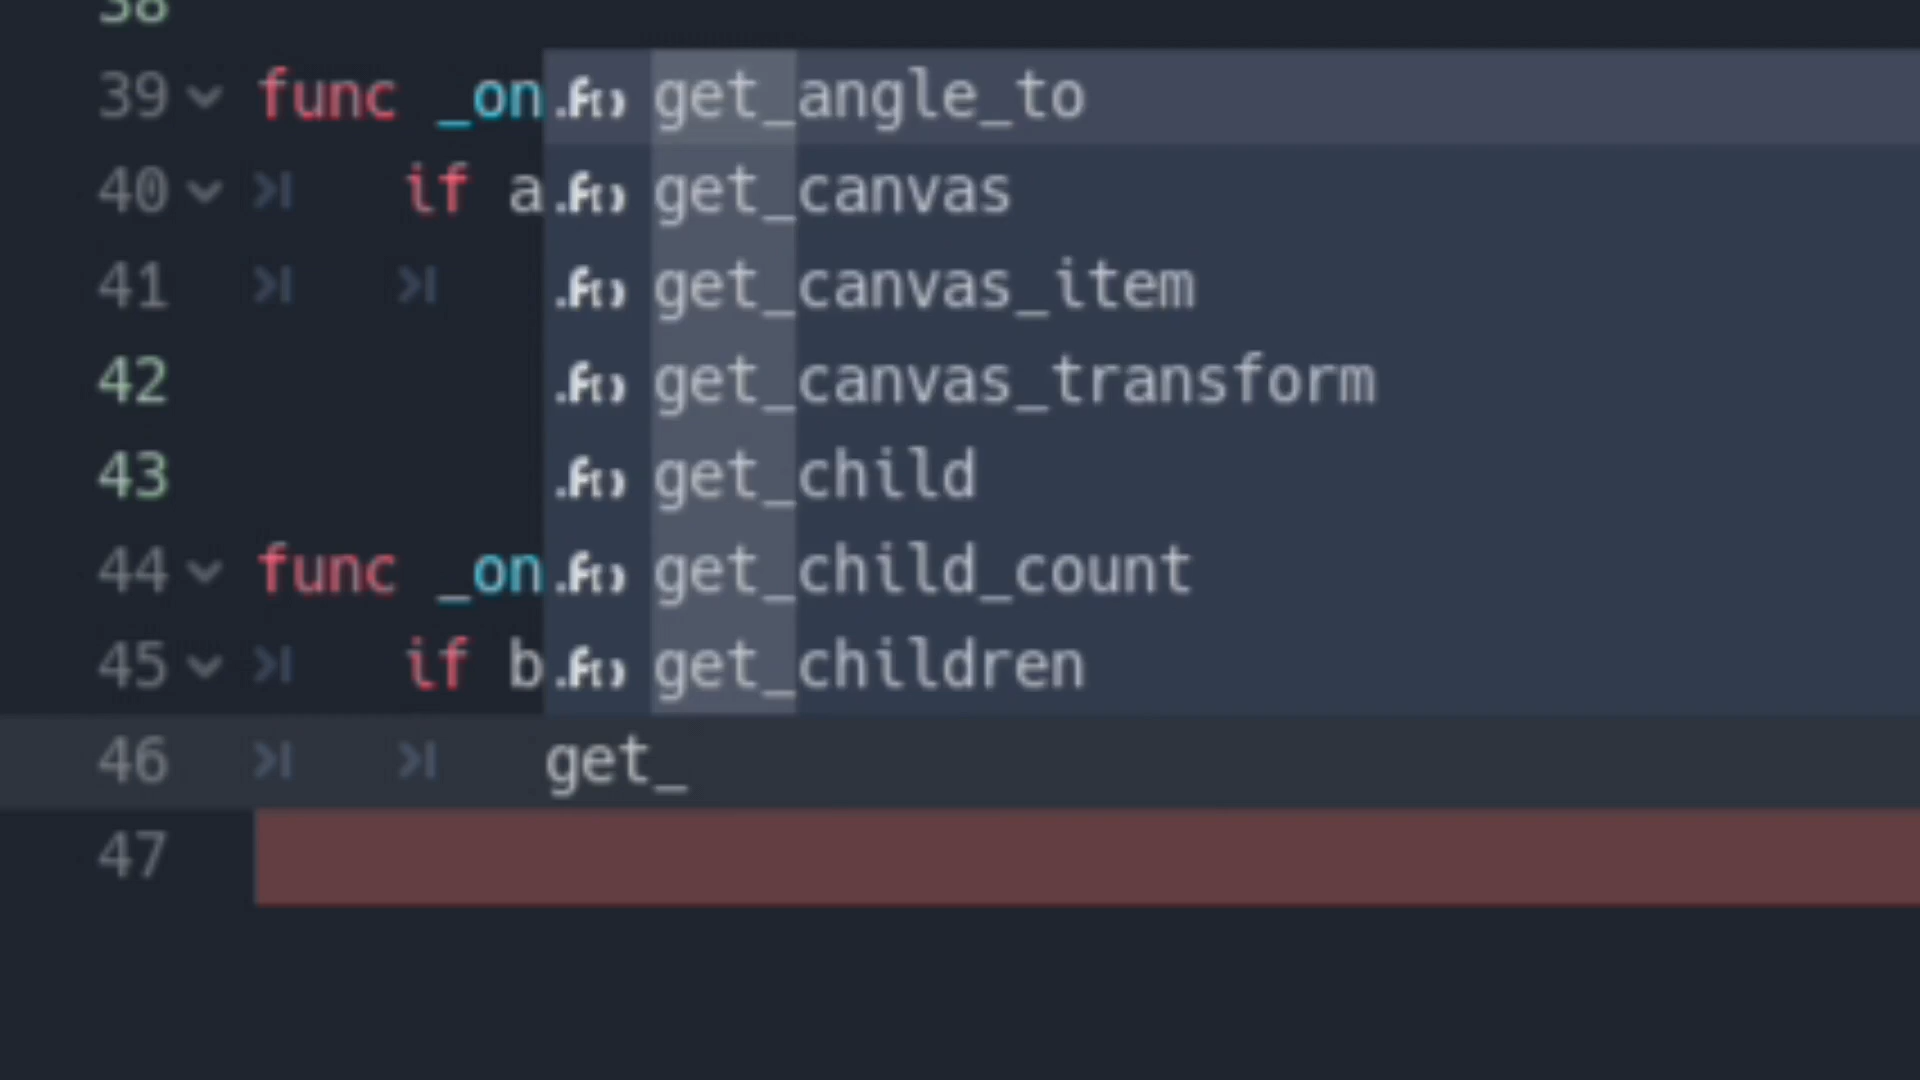 38
39 func _on get_angle_to
40 if a get_canvas
41 get_canvas_item
42 get_canvas_transform
43 get_child
44 func _on get_child_count
45 if b get_children
46 get_
47